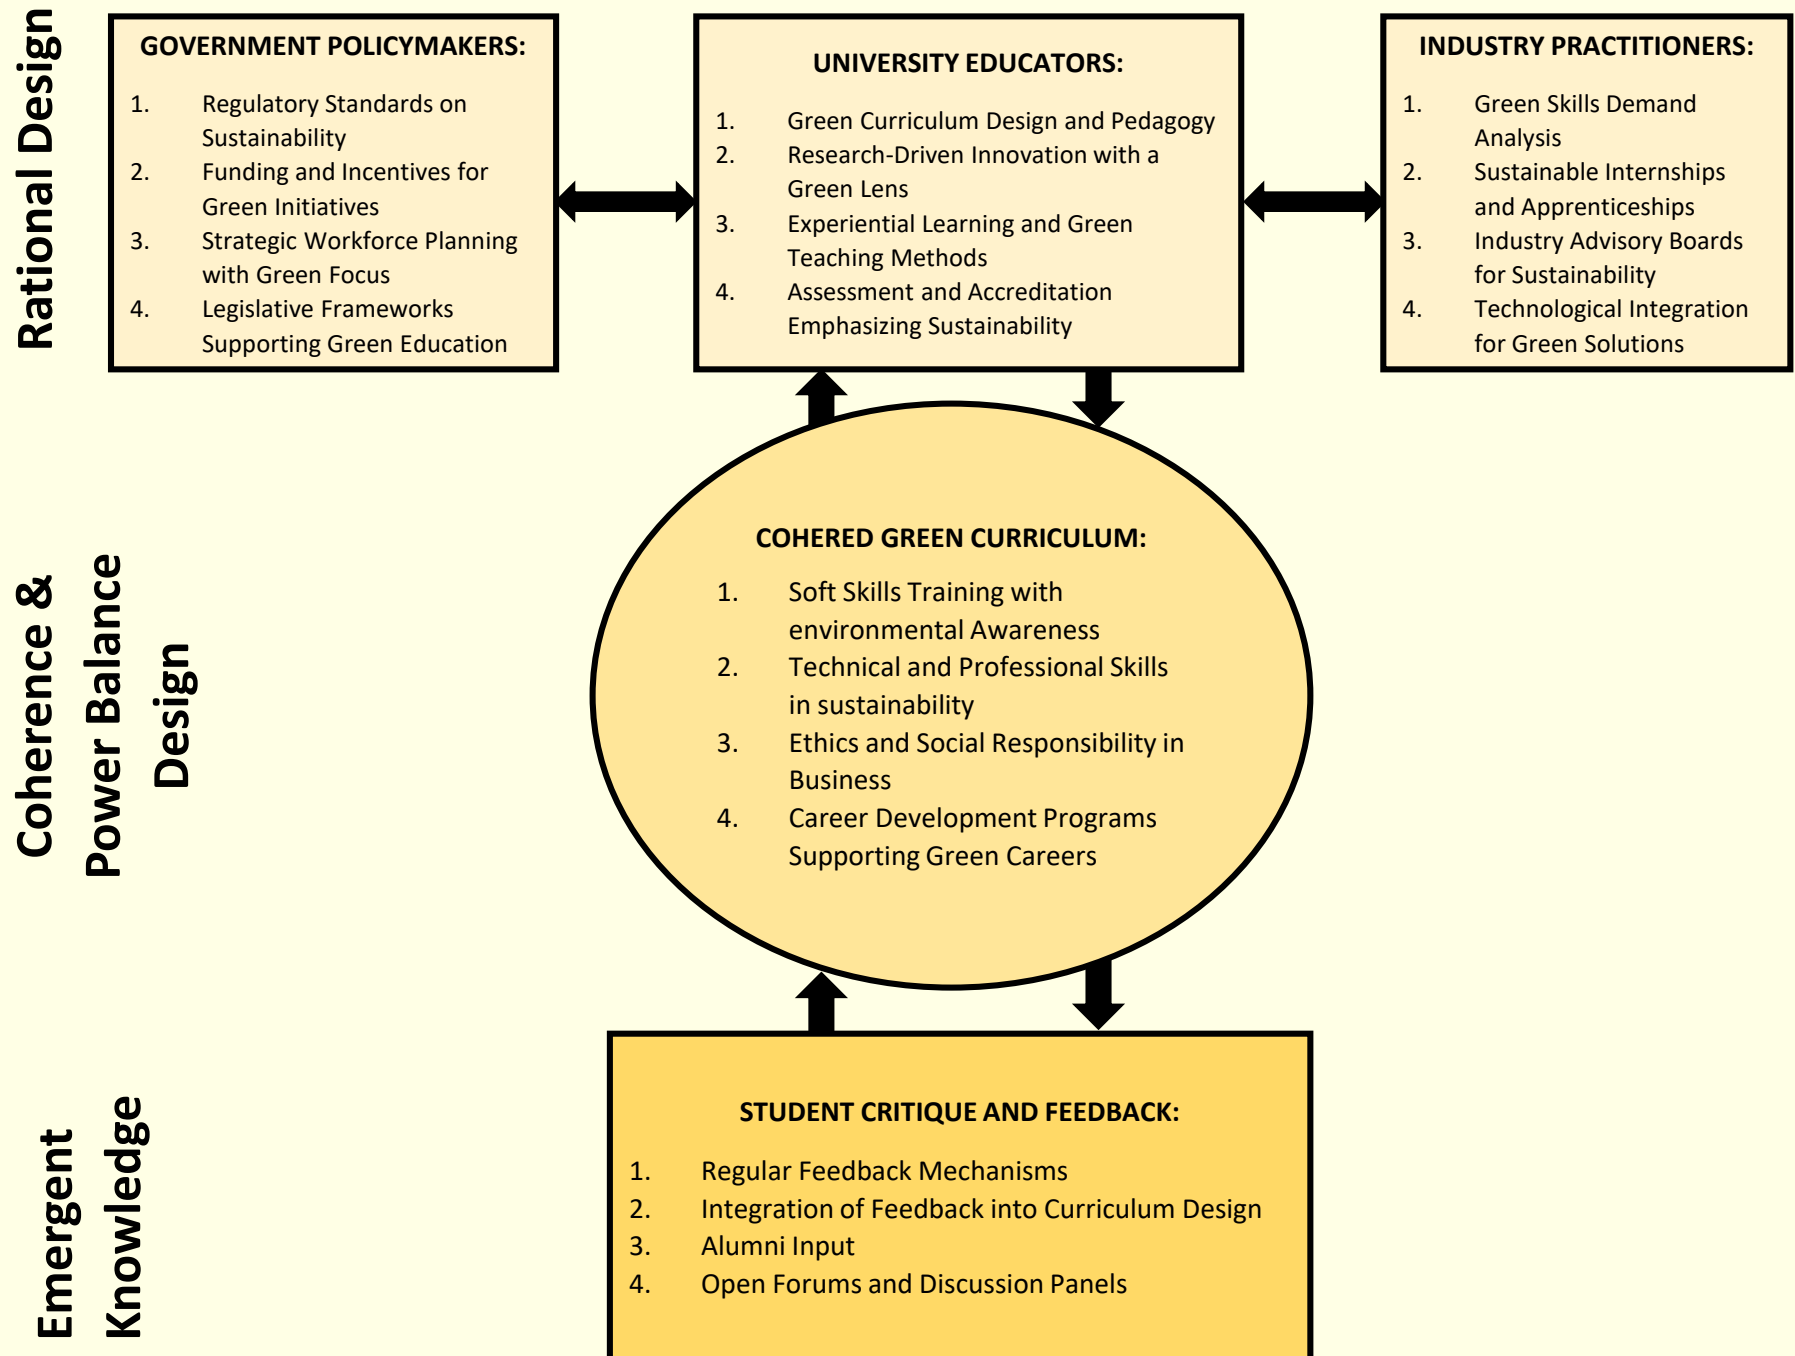 Rational Design
GOVERNMENT POLICYMAKERS:
1. Regulatory Standards on
Sustainability
2. Funding and Incentives for
Green Initiatives
3. Strategic Workforce Planning
with Green Focus
4. Legislative Frameworks
Supporting Green Education
UNIVERSITY EDUCATORS:
1. Green Curriculum Design and Pedagogy
2. Research-Driven Innovation with a
Green Lens
3. Experiential Learning and Green
Teaching Methods
4. Assessment and Accreditation
Emphasizing Sustainability
INDUSTRY PRACTITIONERS:
1. Green Skills Demand
Analysis
2. Sustainable Internships
and Apprenticeships
3. Industry Advisory Boards
for Sustainability
4. Technological Integration
for Green Solutions
Coherence &
Power Balance
Design
COHERED GREEN CURRICULUM:
1. Soft Skills Training with
environmental Awareness
2. Technical and Professional Skills
in sustainability
3. Ethics and Social Responsibility in
Business
4. Career Development Programs
Supporting Green Careers
Emergent
Knowledge
STUDENT CRITIQUE AND FEEDBACK:
1. Regular Feedback Mechanisms
2. Integration of Feedback into Curriculum Design
3. Alumni Input
4. Open Forums and Discussion Panels